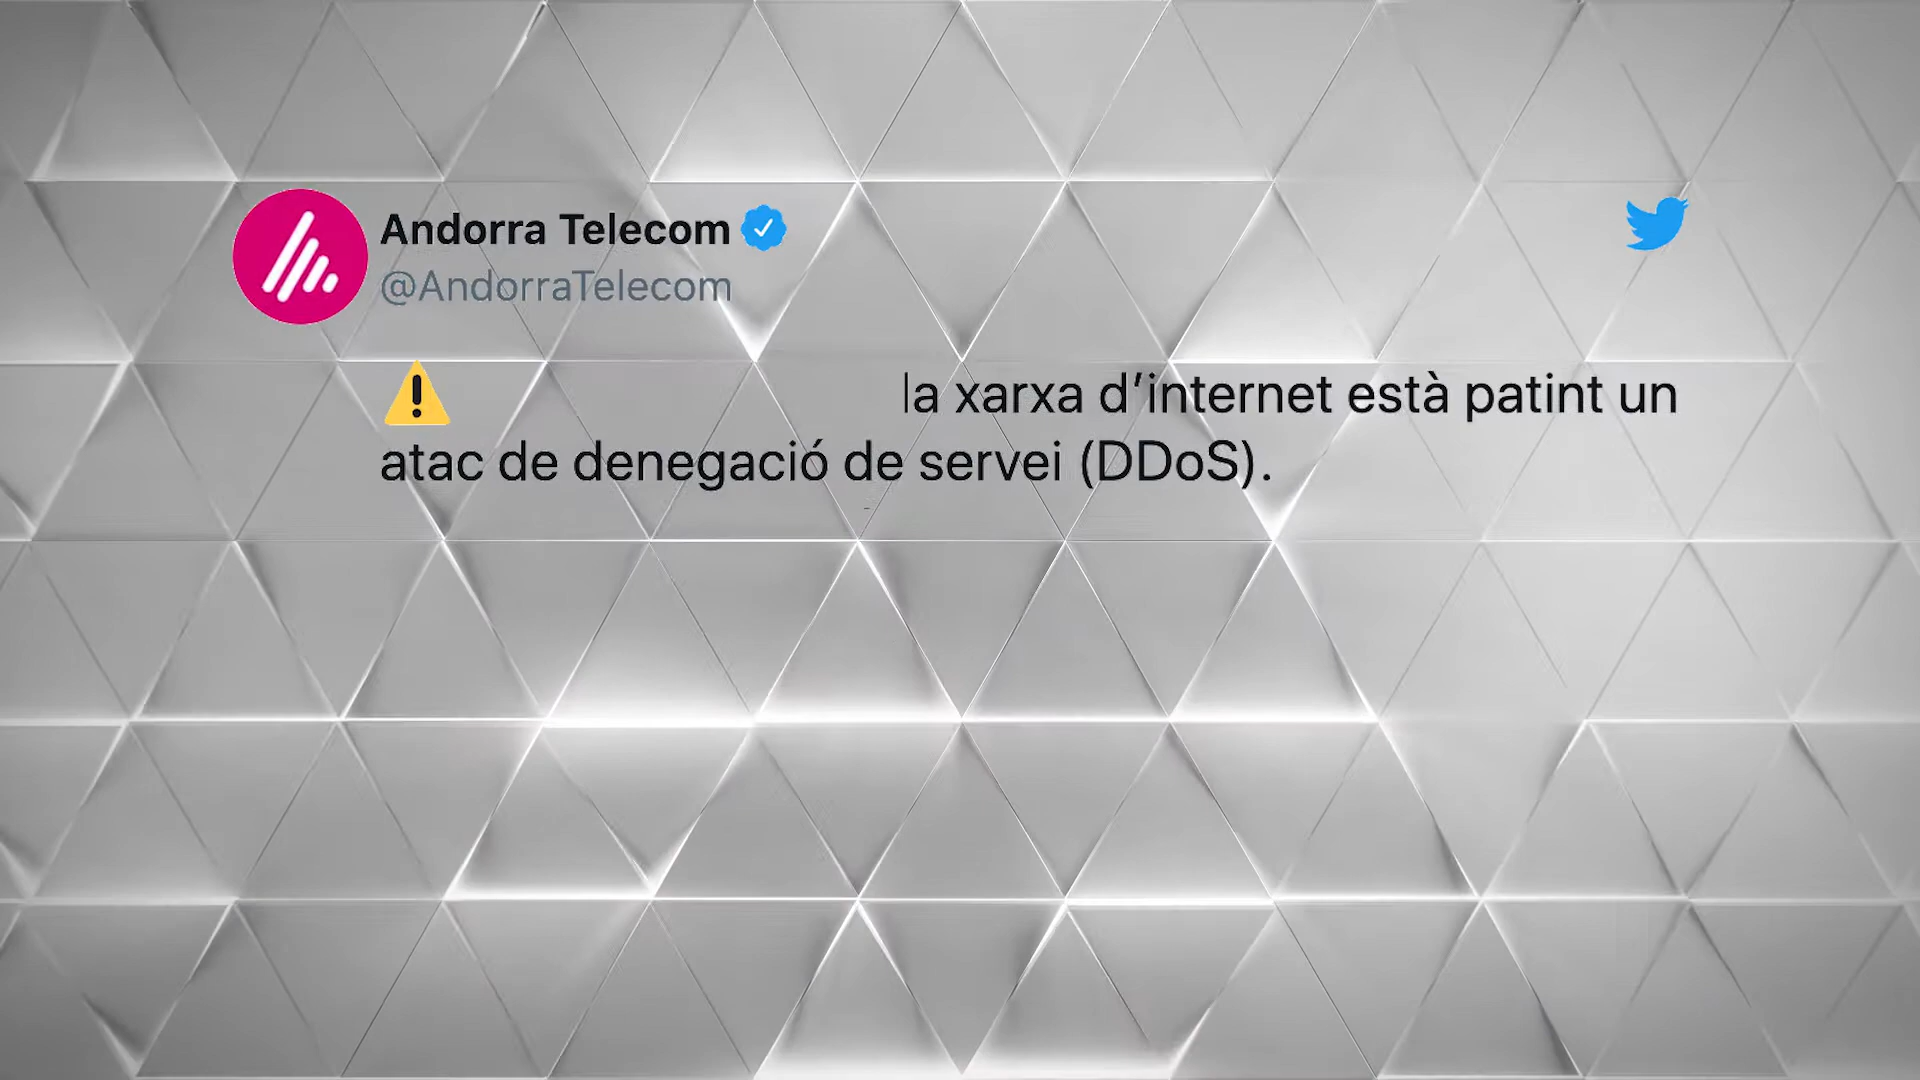 Andorra Telecom
@AndorraTelecom
⚠️ la xarxa d'internet està patint un
atac de denegació de servei (DDoS).